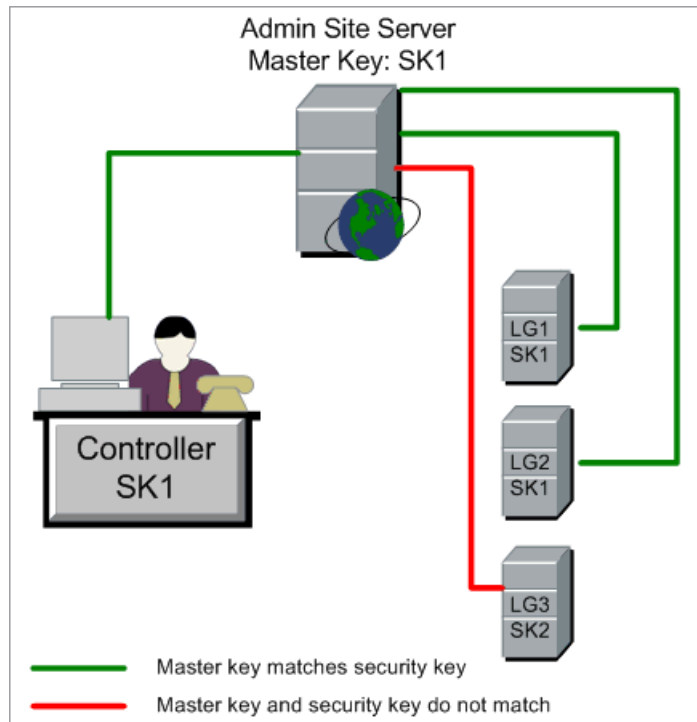 Admin Site Server
Master Key: SK1
LG1
SK1
LG2
SK1
Controller
SK1
LG3
SK2
Master key matches security key
Master key and security key do not match